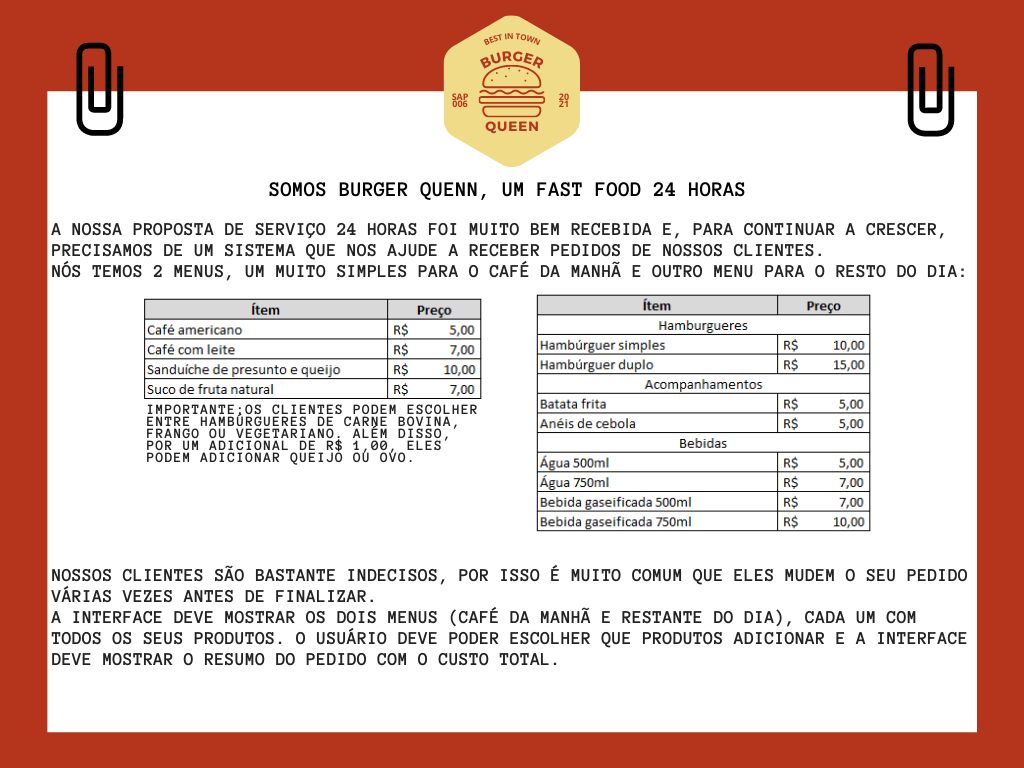 BEST IN TOWN
BURGER
SAP 006
20 21
QUEEN
SOMOS BURGER QUENN, UM FAST FOOD 24 HORAS
A NOSSA PROPOSTA DE SERVIÇO 24 HORAS FOI MUITO BEM RECEBIDA E, PARA CONTINUAR A CRESCER,
PRECISAMOS DE UM SISTEMA QUE NOS AJUDE A RECEBER PEDIDOS DE NOSSOS CLIENTES.
NÓS TEMOS 2 MENUS, UM MUITO SIMPLES PARA O CAFÉ DA MANHÃ E OUTRO MENU PARA O RESTO DO DIA:
Ítem Preço
Café americano R$ 5,00
Café com leite R$ 7,00
Sanduíche de presunto e queijo R$ 10,00
Suco de fruta natural R$ 7,00
IMPORTANTE;OS CLIENTES PODEM ESCOLHER
ENTRE HAMBÚRGUERES DE CARNE BOVINA,
FRANGO OU VEGETARIANO. ALÉM DISSO,
POR UM ADICIONAL DE R$ 1,00, ELES
PODEM ADICIONAR QUEIJO OU OVO.
Ítem Preço
Hamburgueres
Hambúrguer simples R$ 10,00
Hambúrguer duplo R$ 15,00
Acompanhamentos
Batata frita R$ 5,00
Anéis de cebola R$ 5,00
Bebidas
Água 500ml R$ 5,00
Água 750ml R$ 7,00
Bebida gaseificada 500ml R$ 7,00
Bebida gaseificada 750ml R$ 10,00
NOSSOS CLIENTES SÃO BASTANTE INDECISOS, POR ISSO É MUITO COMUM QUE ELES MUDEM O SEU PEDIDO
VÁRIAS VEZES ANTES DE FINALIZAR.
A INTERFACE DEVE MOSTRAR OS DOIS MENUS (CAFÉ DA MANHÃ E RESTANTE DO DIA), CADA UM COM
TODOS OS SEUS PRODUTOS. O USUÁRIO DEVE PODER ESCOLHER QUE PRODUTOS ADICIONAR E A INTERFACE
DEVE MOSTRAR O RESUMO DO PEDIDO COM O CUSTO TOTAL.